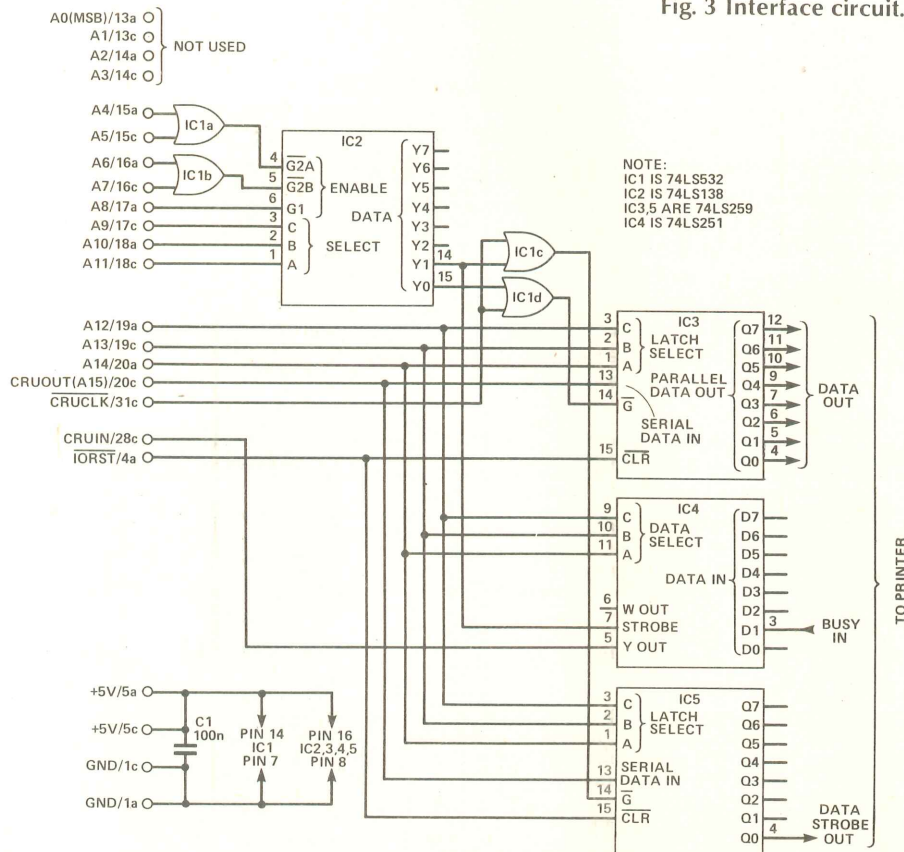 Fig. 3 Interface circuit.
A0(MSB)/13a
A1/13c
A2/14a
A3/14c
NOT USED
A4/15a
A5/15c
A6/16a
A7/16c
A8/17a
A9/17c
A10/18a
A11/18c
IC1a
IC1b
IC2
4 G2A
5 G2B
6 G1
ENABLE
3 C
2 B
1 A
SELECT
DATA
Y7
Y6
Y5
Y4
Y3
Y2
Y1 14
Y0 15
IC1c
IC1d
NOTE:
IC1 IS 74LS532
IC2 IS 74LS138
IC3,5 ARE 74LS259
IC4 IS 74LS251
A12/19a
A13/19c
A14/20a
CRUOUT(A15)/20c
CRUCLK/31c
CRUIN/28c
IORST/4a
IC3
3 C
2 B
1 A
LATCH
SELECT
13
14 G
SERIAL
DATA IN
15 CLR
PARALLEL
DATA OUT
Q7 12
Q6 11
Q5 10
Q4 9
Q3 7
Q2 6
Q1 5
Q0 4
DATA
OUT
IC4
9 C
10 B
11 A
DATA
SELECT
DATA IN
6 W OUT
7 STROBE
5 Y OUT
D7
D6
D5
D4
D3
D2
D1 3
D0
BUSY
IN
TO PRINTER
IC5
3 C
2 B
1 A
LATCH
SELECT
13 SERIAL
DATA IN
14 G
15 CLR
Q7
Q6
Q5
Q4
Q3
Q2
Q1
Q0 4
DATA
STROBE
OUT
+5V/5a
+5V/5c
GND/1c
GND/1a
C1
100n
PIN 14
IC1
PIN 7
PIN 16
IC2,3,4,5
PIN 8